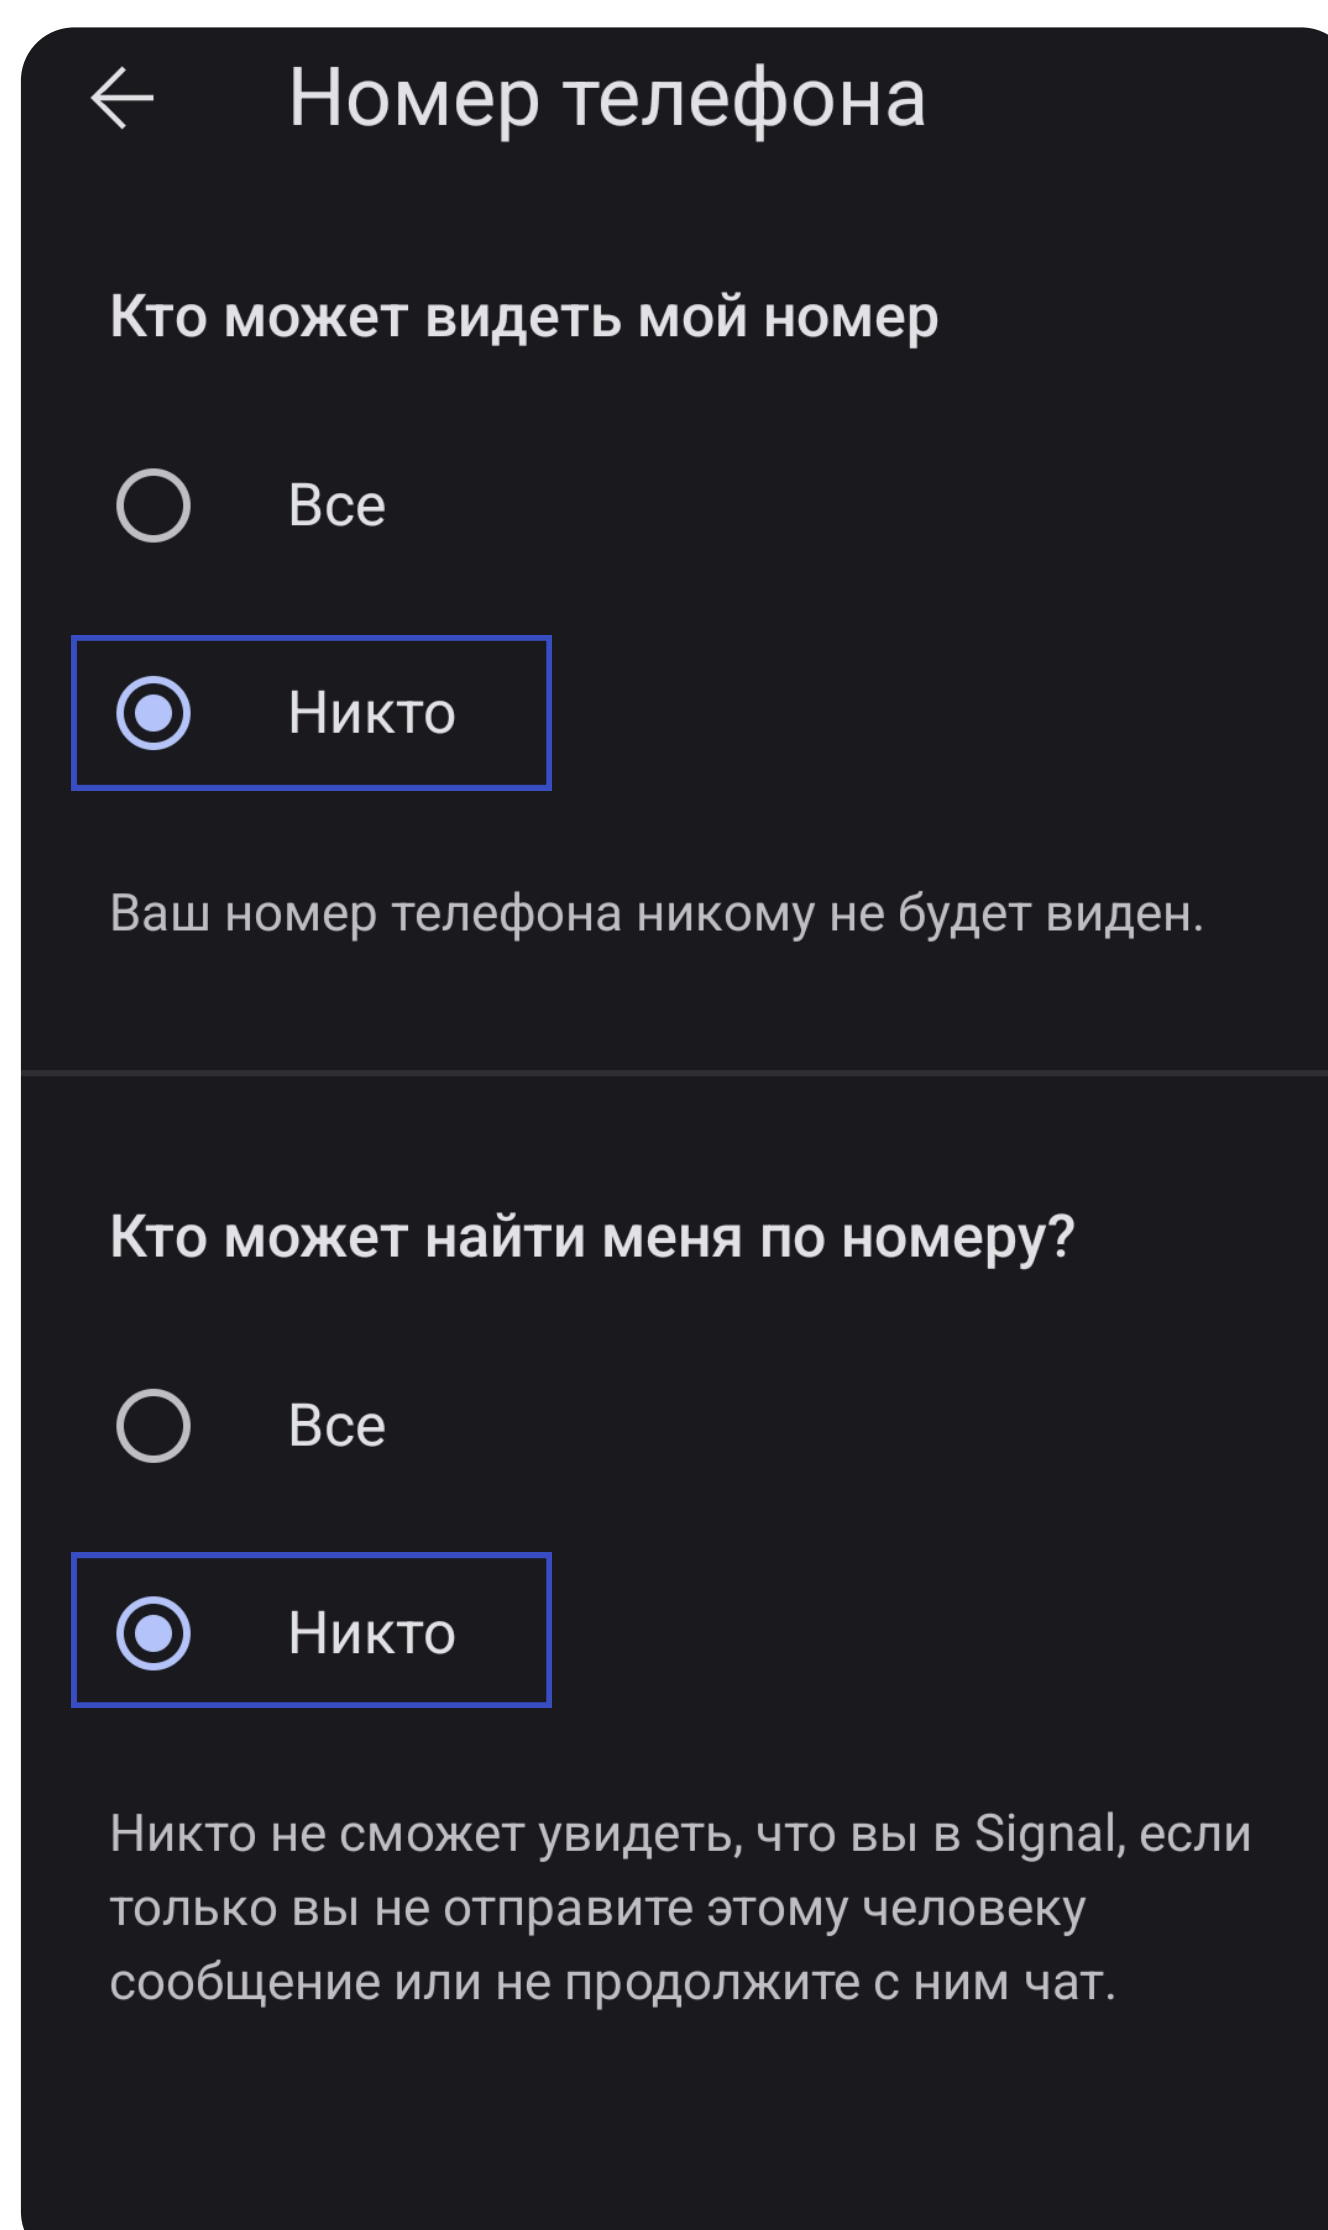 Номер телефона
Кто может видеть мой номер
Все
Никто
Ваш номер телефона никому не будет виден.
Кто может найти меня по номеру?
Все
Никто
Никто не сможет увидеть, что вы в Signal, если
только вы не отправите этому человеку
сообщение или не продолжите с ним чат.